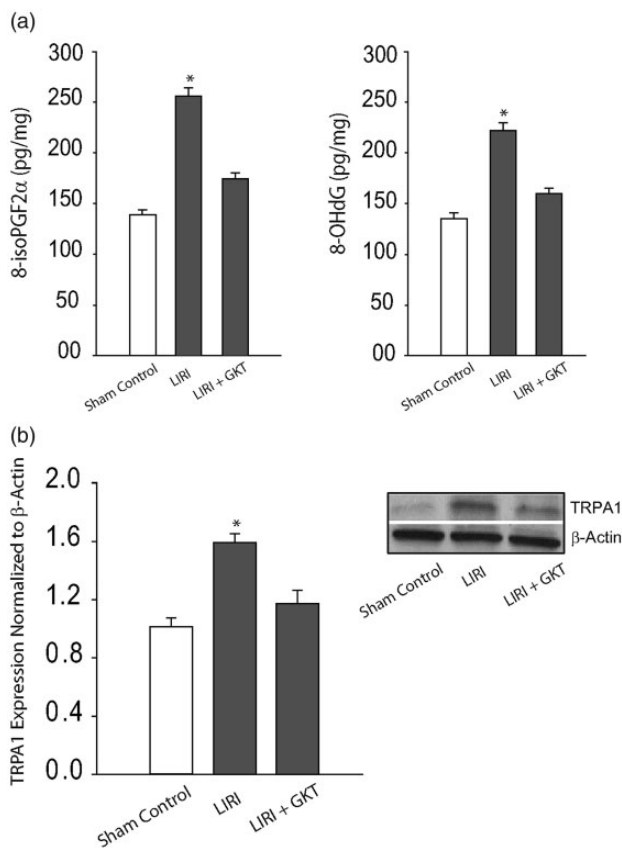 (a)
300
250
200
150
100
50
00
8-isoPGF2α (pg/mg)
*
Sham Control
LIRI
LIRI + GKT
300
250
200
150
100
50
00
8-OHdG (pg/mg)
*
Sham Control
LIRI
LIRI + GKT
(b)
2.0
1.6
1.2
0.8
0.4
0.0
TRPA1 Expression Normalized to β-Actin
*
Sham Control
LIRI
LIRI + GKT
TRPA1
β-Actin
Sham Control
LIRI
LIRI + GKT